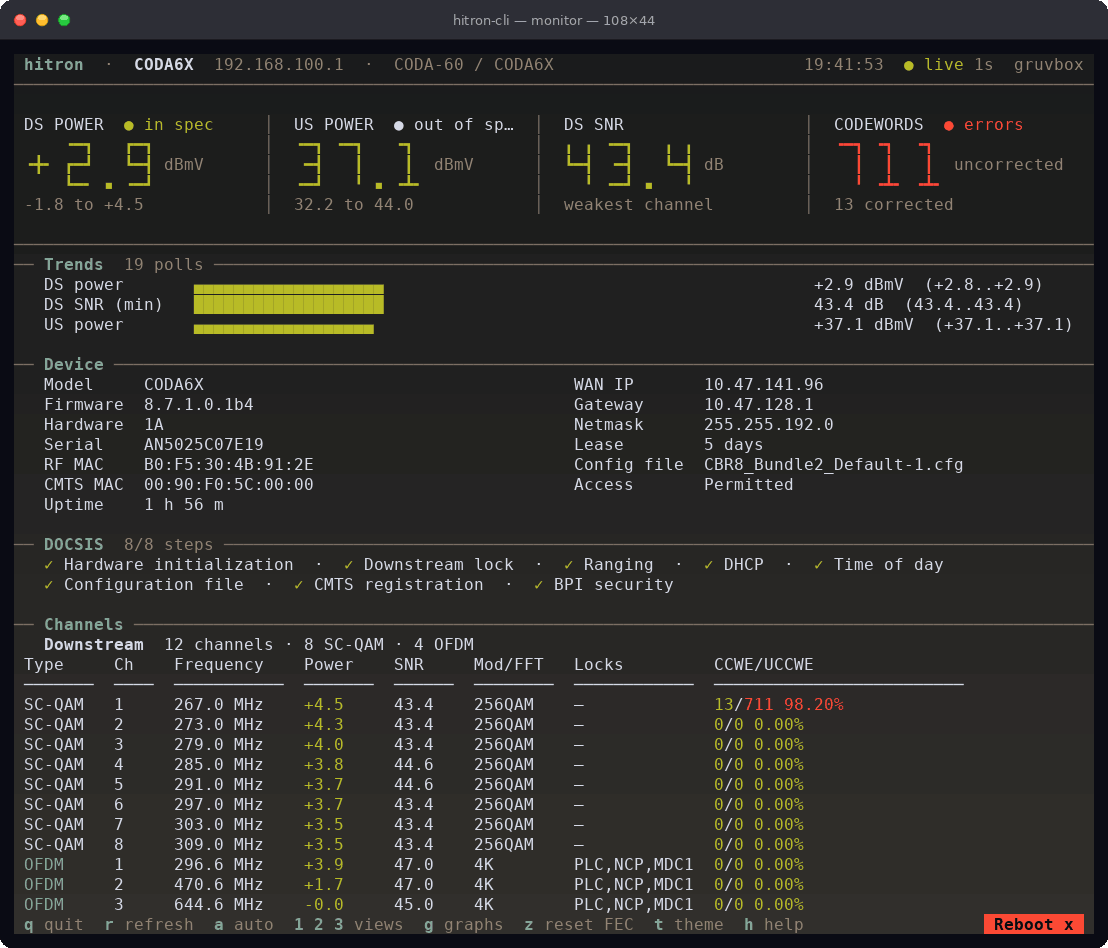 hitron-cli — monitor — 108×44
hitron · CODA6X 192.168.100.1 · CODA-60 / CODA6X 19:41:53 ● live 1s gruvbox
DS POWER ● in spec │ US POWER ● out of sp… │ DS SNR │ CODEWORDS ● errors
+2.9 dBmV │ 37.1 dBmV │ 43.4 dB │ 711 uncorrected
-1.8 to +4.5 │ 32.2 to 44.0 │ weakest channel │ 13 corrected
Trends 19 polls
DS power +2.9 dBmV (+2.8..+2.9)
DS SNR (min) 43.4 dB (43.4..43.4)
US power +37.1 dBmV (+37.1..+37.1)
Device
Model CODA6X WAN IP 10.47.141.96
Firmware 8.7.1.0.1b4 Gateway 10.47.128.1
Hardware 1A Netmask 255.255.192.0
Serial AN5025C07E19 Lease 5 days
RF MAC B0:F5:30:4B:91:2E Config file CBR8_Bundle2_Default-1.cfg
CMTS MAC 00:90:F0:5C:00:00 Access Permitted
Uptime 1 h 56 m
DOCSIS 8/8 steps
✓ Hardware initialization · ✓ Downstream lock · ✓ Ranging · ✓ DHCP · ✓ Time of day
✓ Configuration file · ✓ CMTS registration · ✓ BPI security
Channels
Downstream 12 channels · 8 SC-QAM · 4 OFDM
Type Ch Frequency Power SNR Mod/FFT Locks CCWE/UCCWE
SC-QAM 1 267.0 MHz +4.5 43.4 256QAM — 13/711 98.20%
SC-QAM 2 273.0 MHz +4.3 43.4 256QAM — 0/0 0.00%
SC-QAM 3 279.0 MHz +4.0 43.4 256QAM — 0/0 0.00%
SC-QAM 4 285.0 MHz +3.8 44.6 256QAM — 0/0 0.00%
SC-QAM 5 291.0 MHz +3.7 44.6 256QAM — 0/0 0.00%
SC-QAM 6 297.0 MHz +3.7 43.4 256QAM — 0/0 0.00%
SC-QAM 7 303.0 MHz +3.5 43.4 256QAM — 0/0 0.00%
SC-QAM 8 309.0 MHz +3.5 43.4 256QAM — 0/0 0.00%
OFDM 1 296.6 MHz +3.9 47.0 4K PLC,NCP,MDC1 0/0 0.00%
OFDM 2 470.6 MHz +1.7 47.0 4K PLC,NCP,MDC1 0/0 0.00%
OFDM 3 644.6 MHz -0.0 45.0 4K PLC,NCP,MDC1 0/0 0.00%
q quit r refresh a auto 1 2 3 views g graphs z reset FEC t theme h help Reboot x